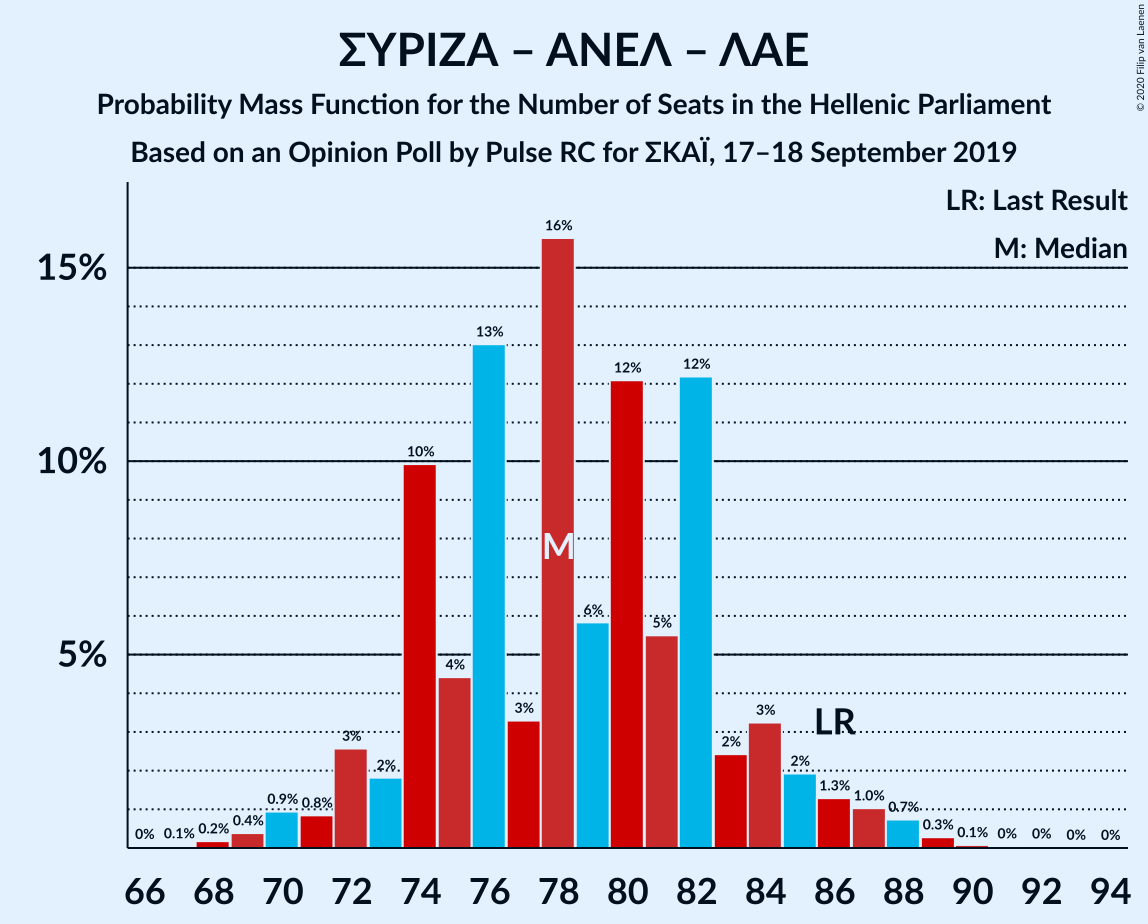 ΣΥΡΙΖΑ – ΑΝΕΛ – ΛΑΕ
Probability Mass Function for the Number of Seats in the Hellenic Parliament
Based on an Opinion Poll by Pulse RC for ΣΚΑΪ, 17–18 September 2019
© 2020 Filip van Laenen
LR: Last Result
M: Median
15%
10%
5%
0% 0.1% 0.2% 0.4% 0.9% 0.8% 3% 2% 10% 4% 13% 3% 16% 6% 12% 5% 12% 2% 3% 2% 1.3% 1.0% 0.7% 0.3% 0.1% 0% 0% 0% 0%
M
LR
66 68 70 72 74 76 78 80 82 84 86 88 90 92 94